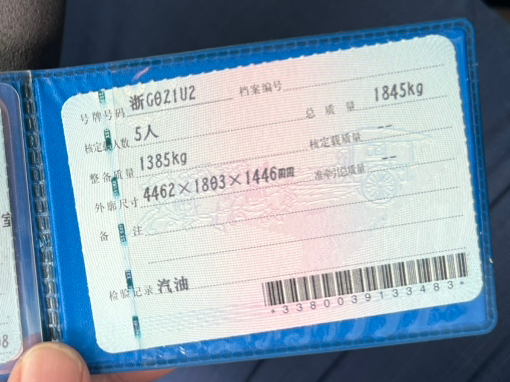 号牌号码 浙G0Z1U2 档案编号
核定载人数 5人 总质量 1845kg
整备质量 1385kg 核定载质量 --
外廓尺寸 4462×1803×1446mm 准牵引总质量 --
备注
检验记录 汽油
*3380039133483*